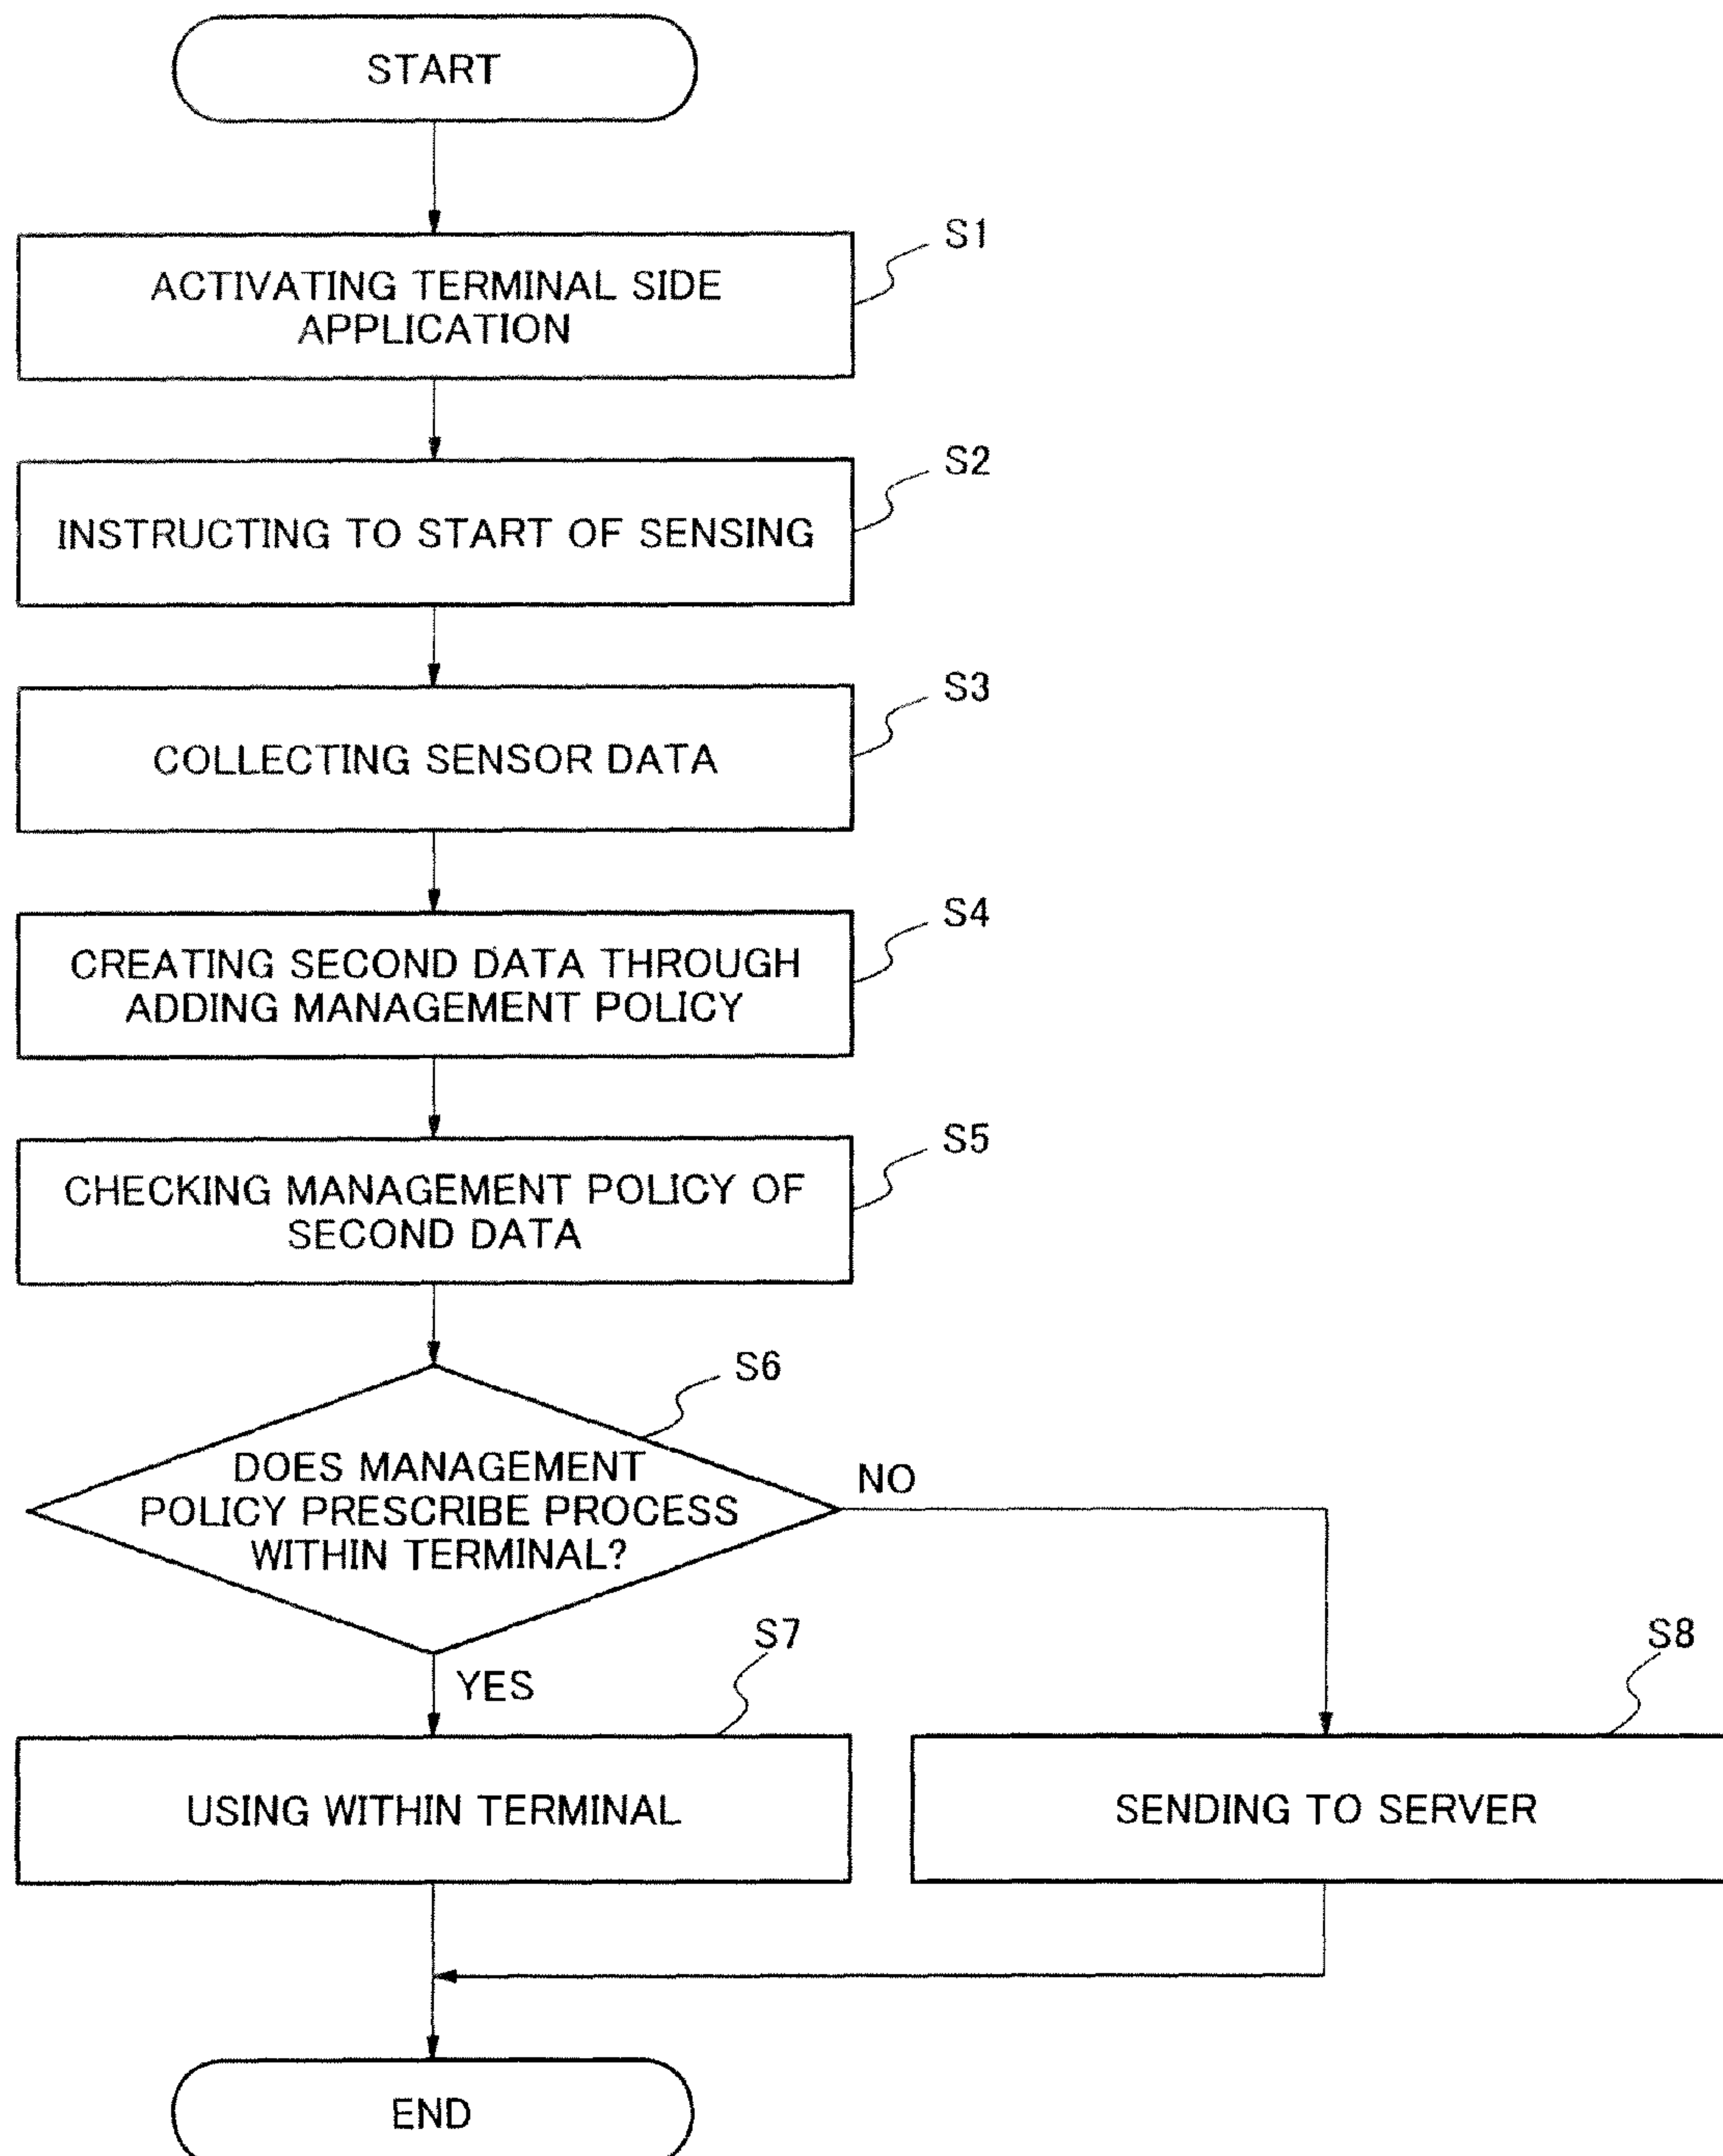 START
S1
ACTIVATING TERMINAL SIDE
APPLICATION
S2
INSTRUCTING TO START OF SENSING
S3
COLLECTING SENSOR DATA
S4
CREATING SECOND DATA THROUGH
ADDING MANAGEMENT POLICY
S5
CHECKING MANAGEMENT POLICY OF
SECOND DATA
S6
DOES MANAGEMENT
POLICY PRESCRIBE PROCESS
WITHIN TERMINAL?
NO
YES
S7
USING WITHIN TERMINAL
S8
SENDING TO SERVER
END